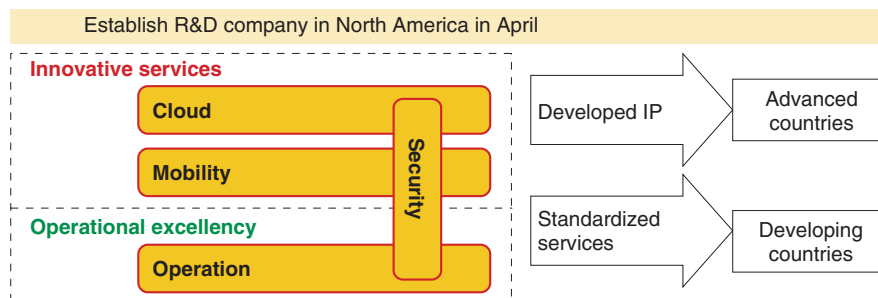 Establish R&D company in North America in April
Innovative services
Cloud
Mobility
Security
Operational excellency
Operation
Developed IP
Advanced
countries
Standardized
services
Developing
countries